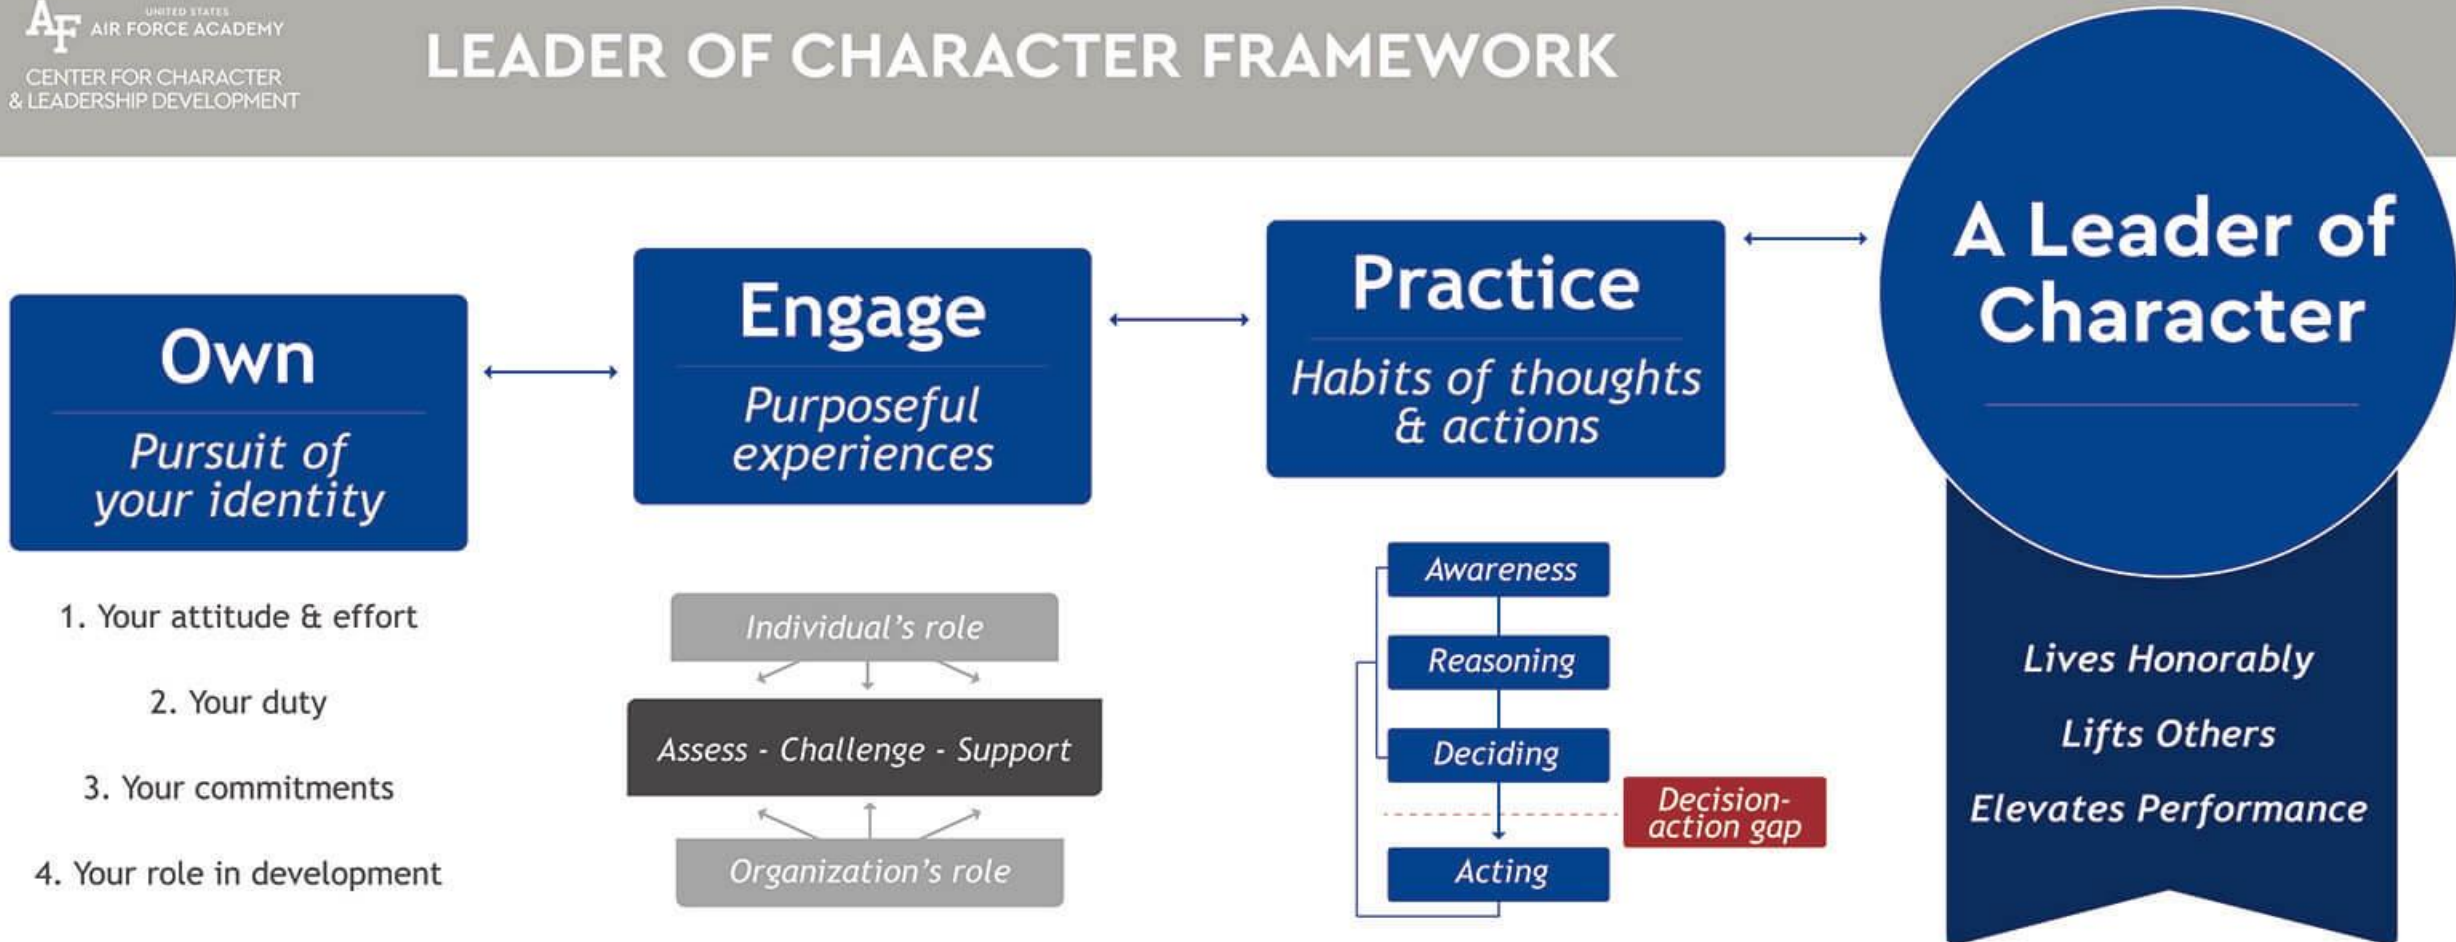 AF
UNITED STATES
AIR FORCE ACADEMY
CENTER FOR CHARACTER
& LEADERSHIP DEVELOPMENT
LEADER OF CHARACTER FRAMEWORK
Own
Pursuit of
your identity
1. Your attitude & effort
2. Your duty
3. Your commitments
4. Your role in development
Engage
Purposeful
experiences
Individual's role
Assess - Challenge - Support
Organization's role
Practice
Habits of thoughts
& actions
Awareness
Reasoning
Deciding
Decision-
action gap
Acting
A Leader of
Character
Lives Honorably
Lifts Others
Elevates Performance